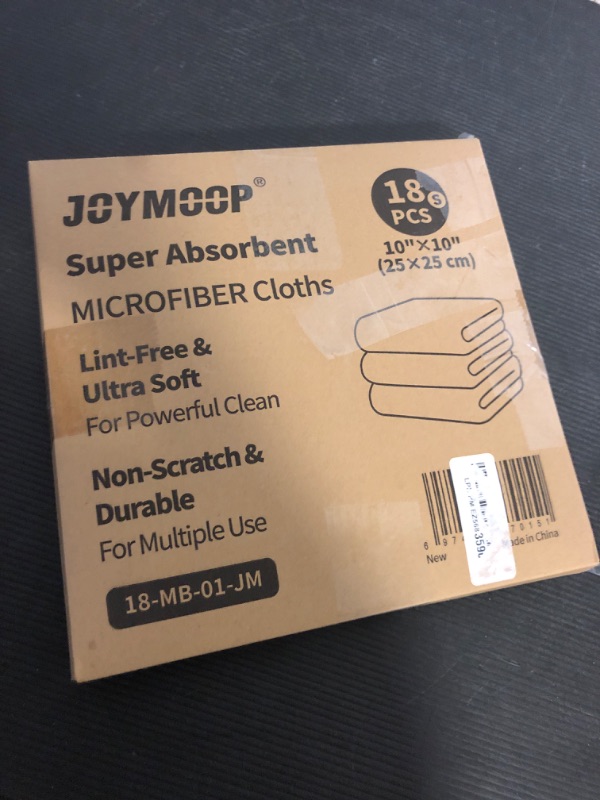 JOYMOOP®
Super Absorbent
MICROFIBER Cloths
Lint-Free &
Ultra Soft
For Powerful Clean
Non-Scratch &
Durable
For Multiple Use
18-MB-01-JM
18 S
PCS
10"×10"
(25×25 cm)
New
Made in China